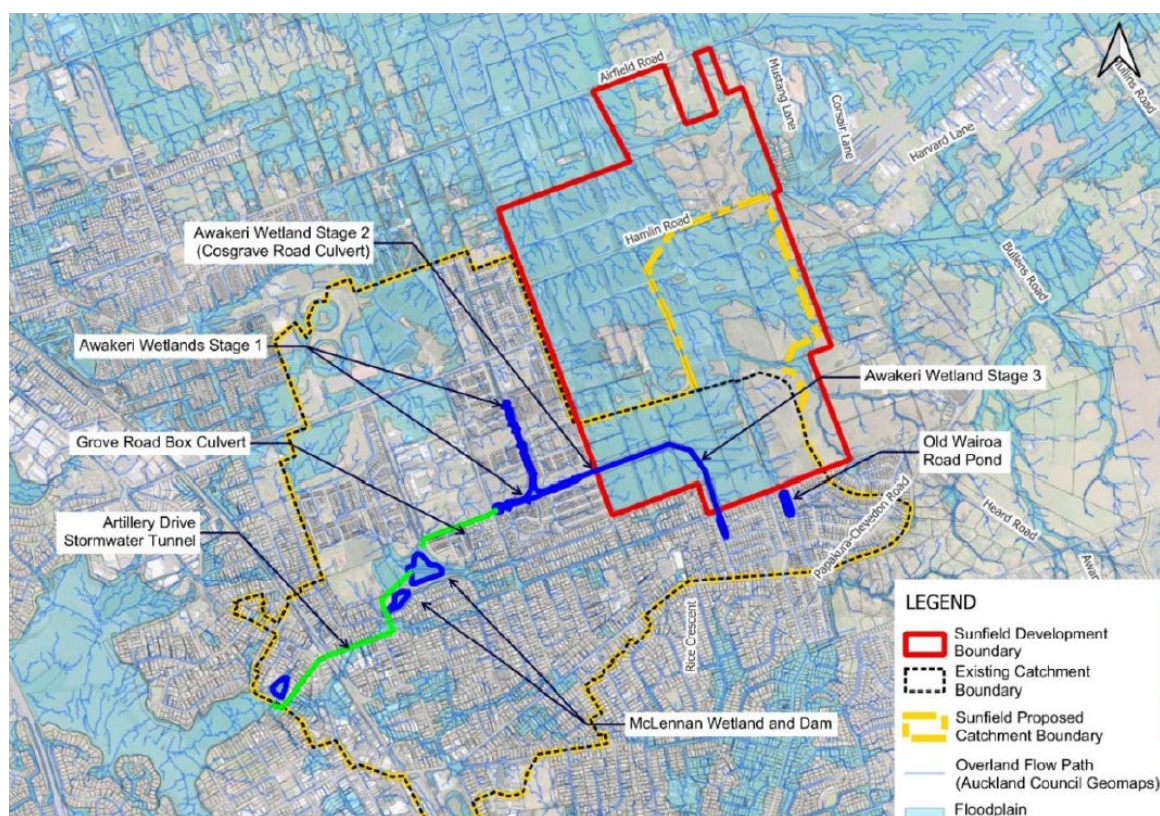 Airfield Road
Mustang Lane
Corsair Lane
Harvard Lane
Mullins Road
Awakeri Wetland Stage 2
(Cosgrave Road Culvert)
Hamlin Road
Bullens Road
Awakeri Wetlands Stage 1
Awakeri Wetland Stage 3
Grove Road Box Culvert
Old Wairoa
Road Pond
Artillery Drive
Stormwater Tunnel
Papakura-Clevedon Road
Heard Road
Rice Crescent
McLennan Wetland and Dam
LEGEND
Sunfield Development
Boundary
Existing Catchment
Boundary
Sunfield Proposed
Catchment Boundary
Overland Flow Path
(Auckland Council Geomaps)
Floodplain